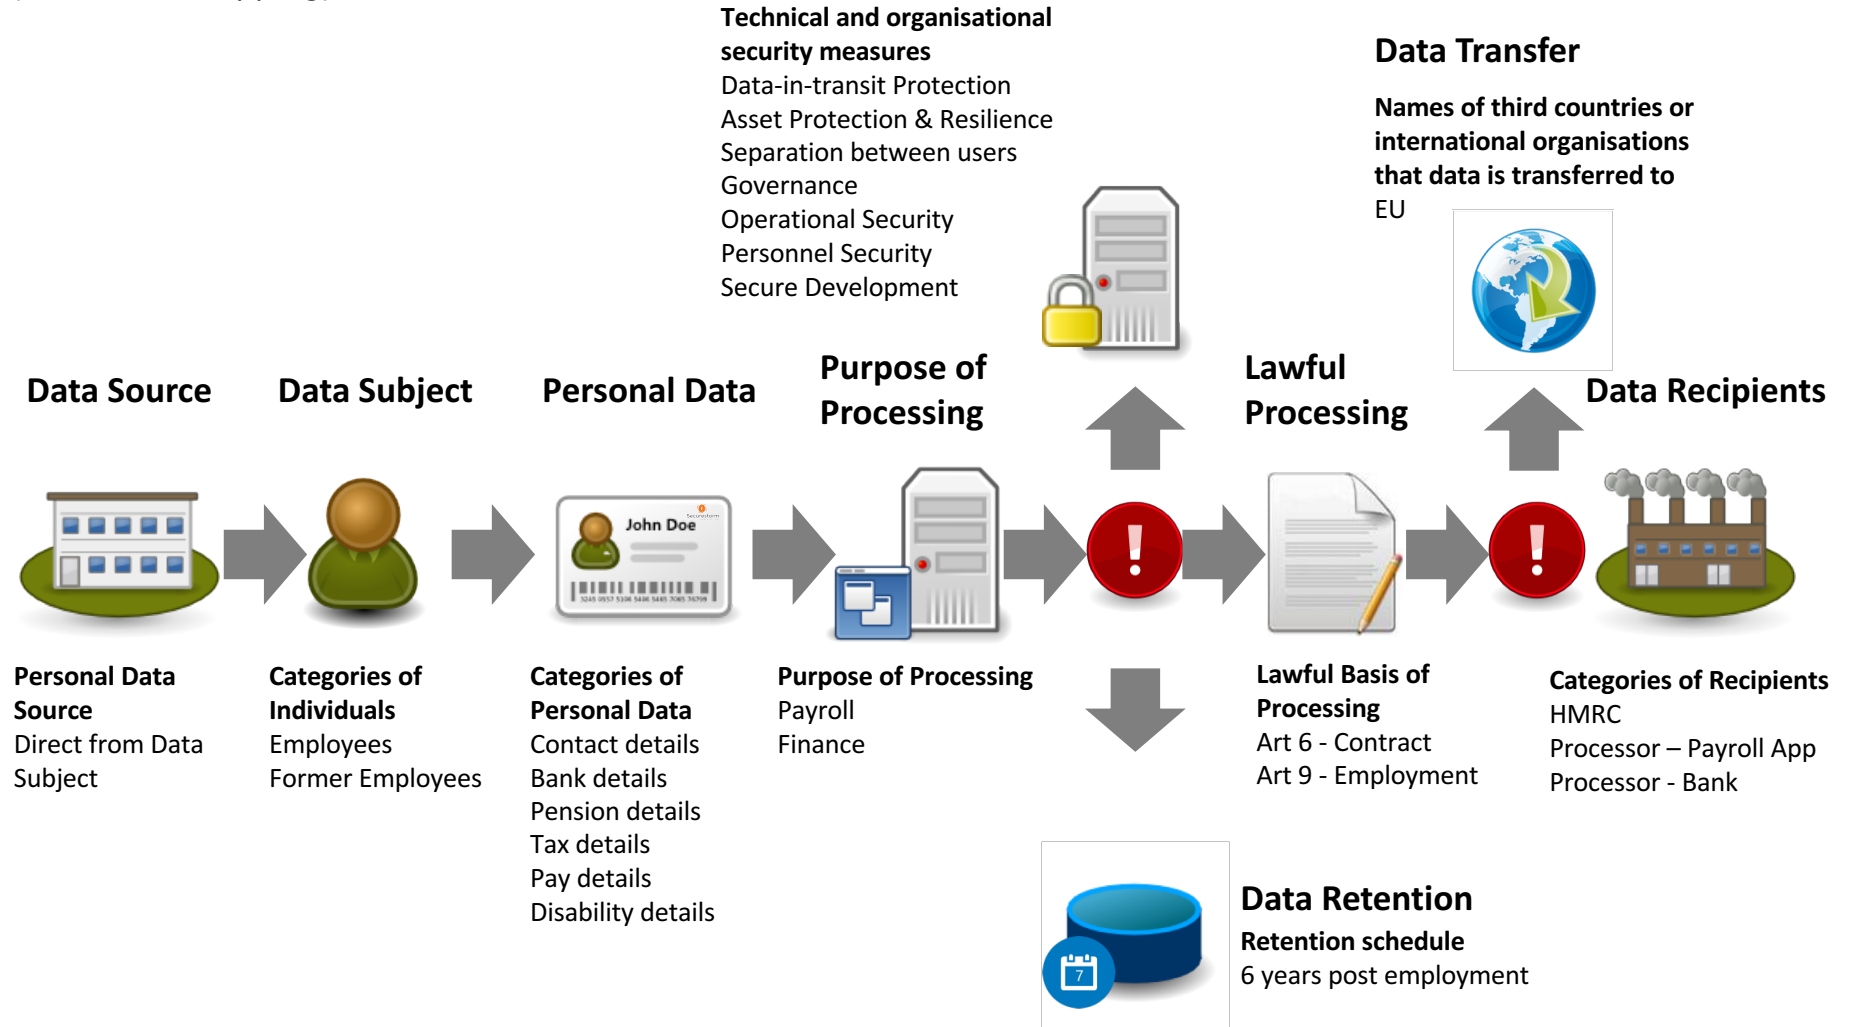 Technical and organisational
security measures
Data-in-transit Protection
Asset Protection & Resilience
Separation between users
Governance
Operational Security
Personnel Security
Secure Development
Data Transfer
Names of third countries or
international organisations
that data is transferred to
EU
Data Source
Data Subject
Personal Data
Purpose of
Processing
Lawful
Processing
Data Recipients
Securestorm
John Doe
Personal Data
Source
Direct from Data
Subject
Categories of
Individuals
Employees
Former Employees
Categories of
Personal Data
Contact details
Bank details
Pension details
Tax details
Pay details
Disability details
Purpose of Processing
Payroll
Finance
Lawful Basis of
Processing
Art 6 - Contract
Art 9 - Employment
Categories of Recipients
HMRC
Processor – Payroll App
Processor - Bank
7
Data Retention
Retention schedule
6 years post employment